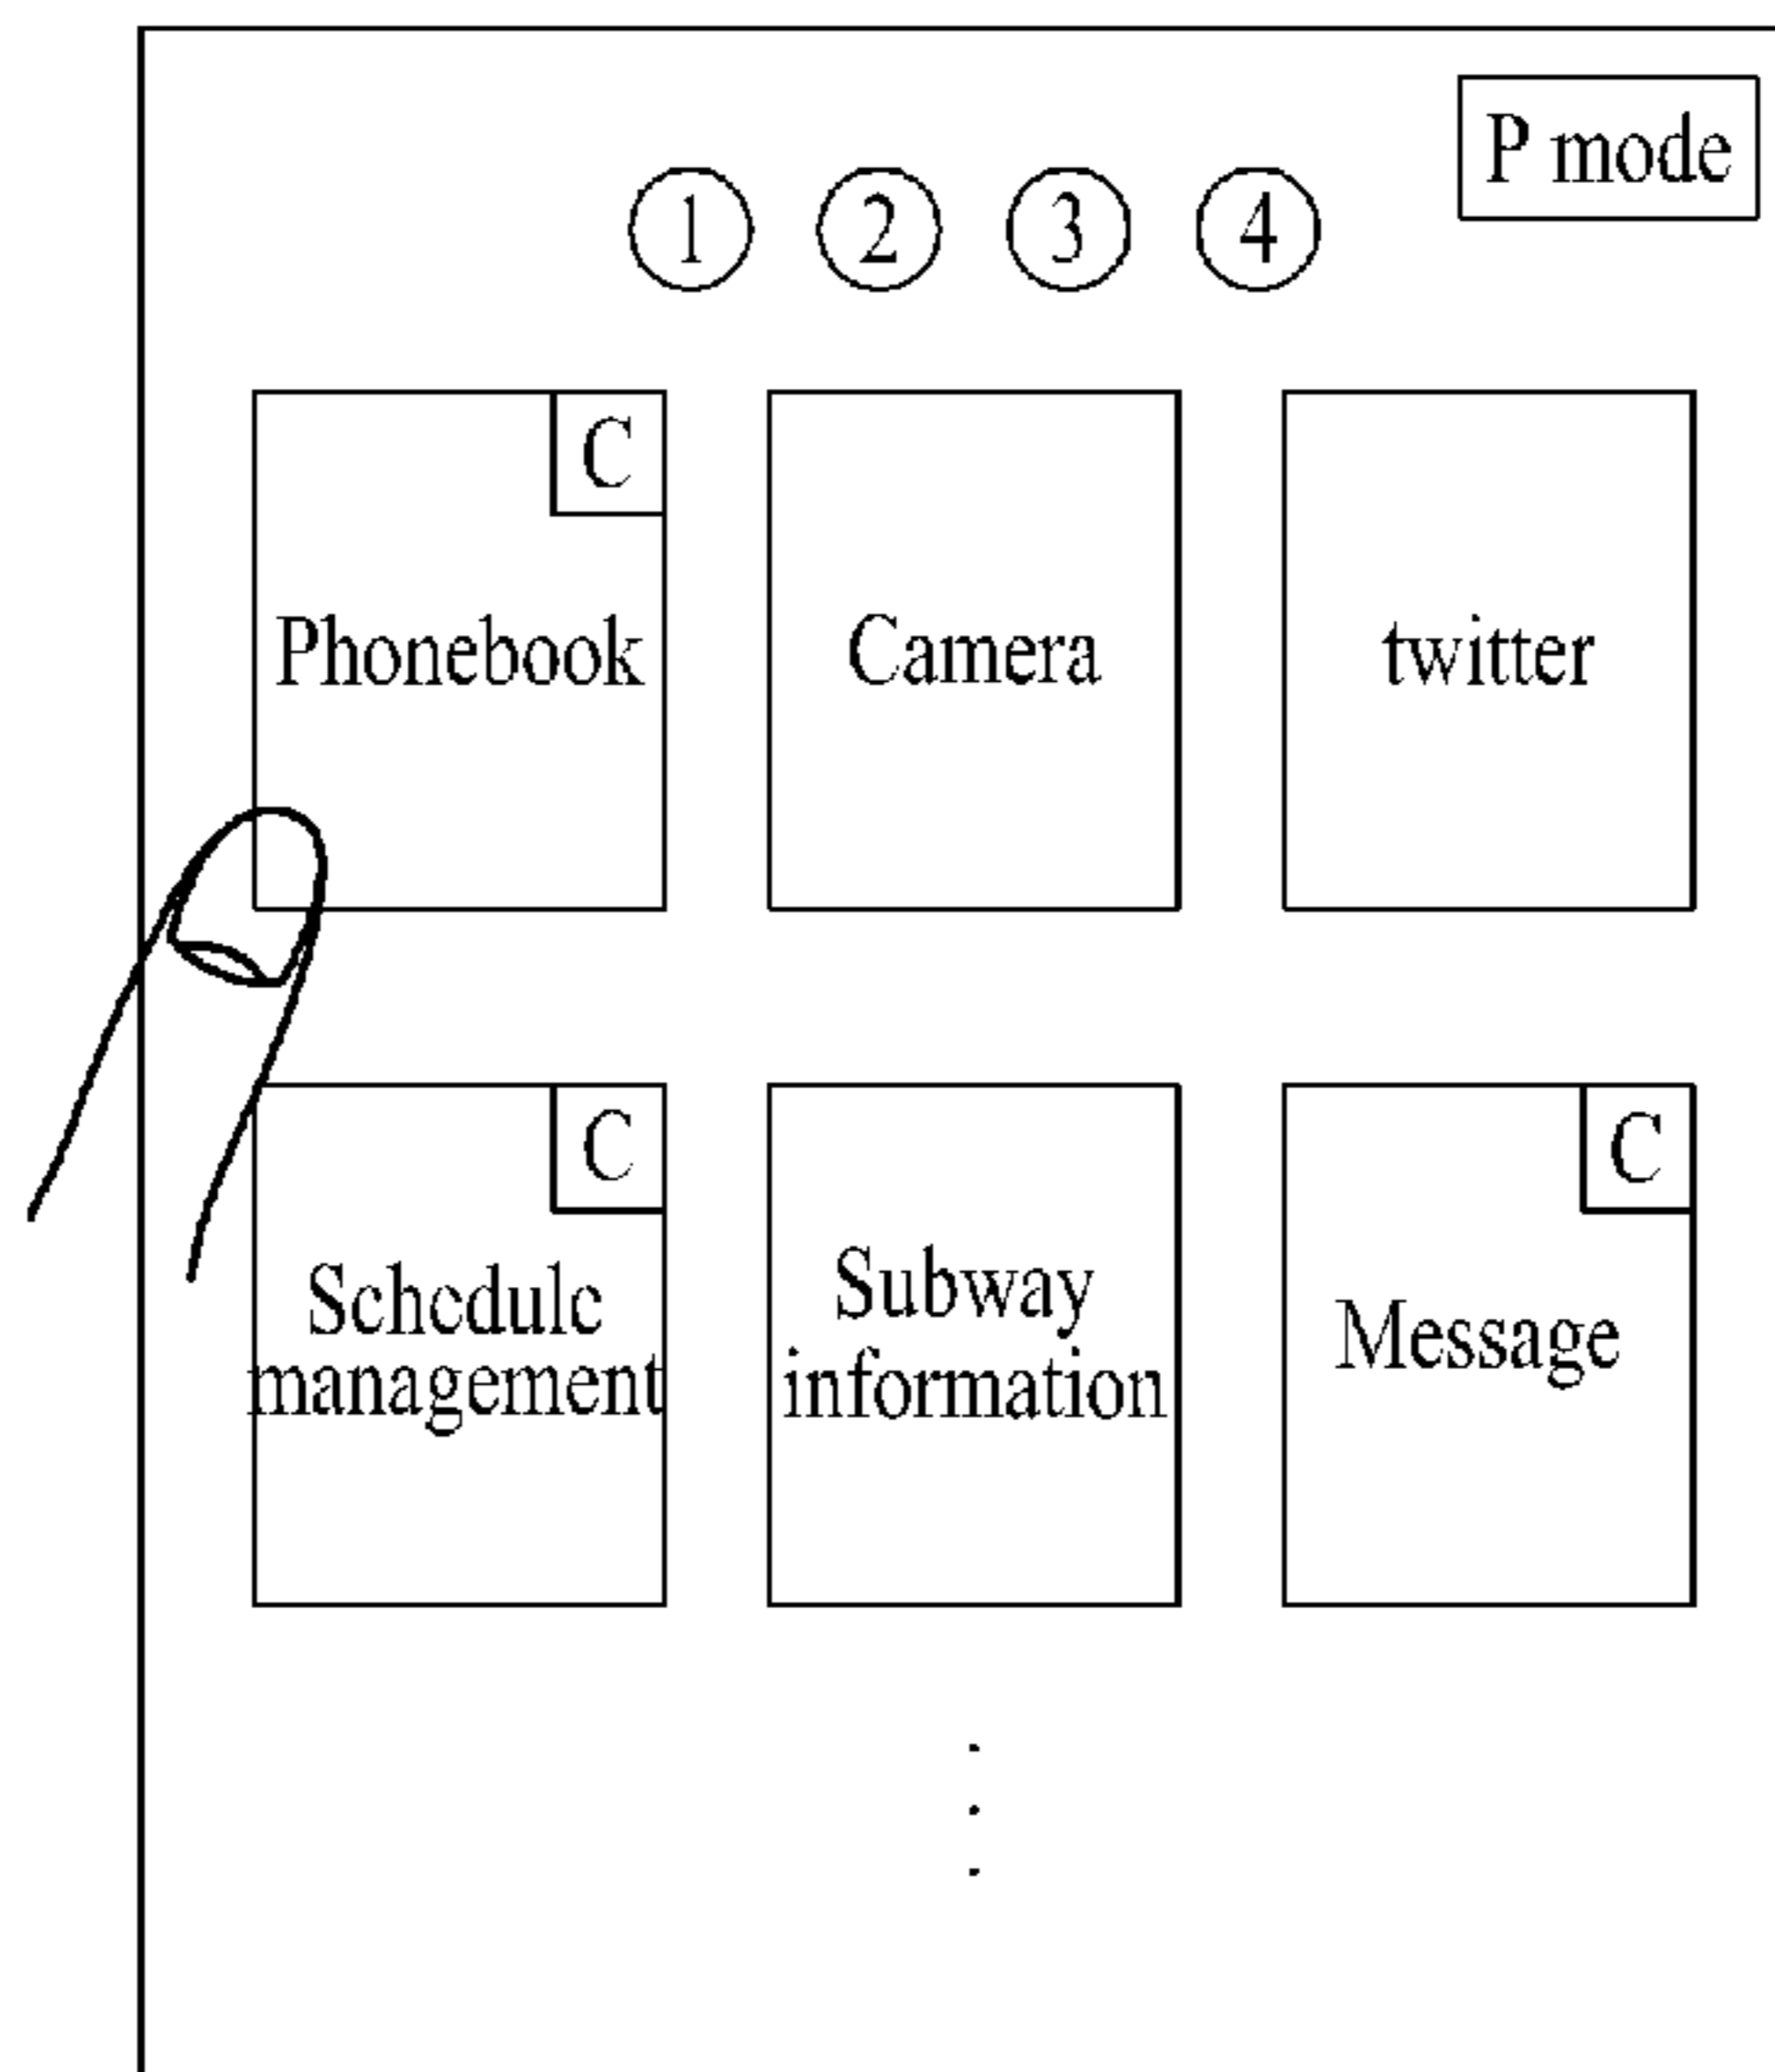 P mode
1 2 3 4
C
Phonebook
Camera
twitter
C
C
Schedule
management
Subway
information
Message